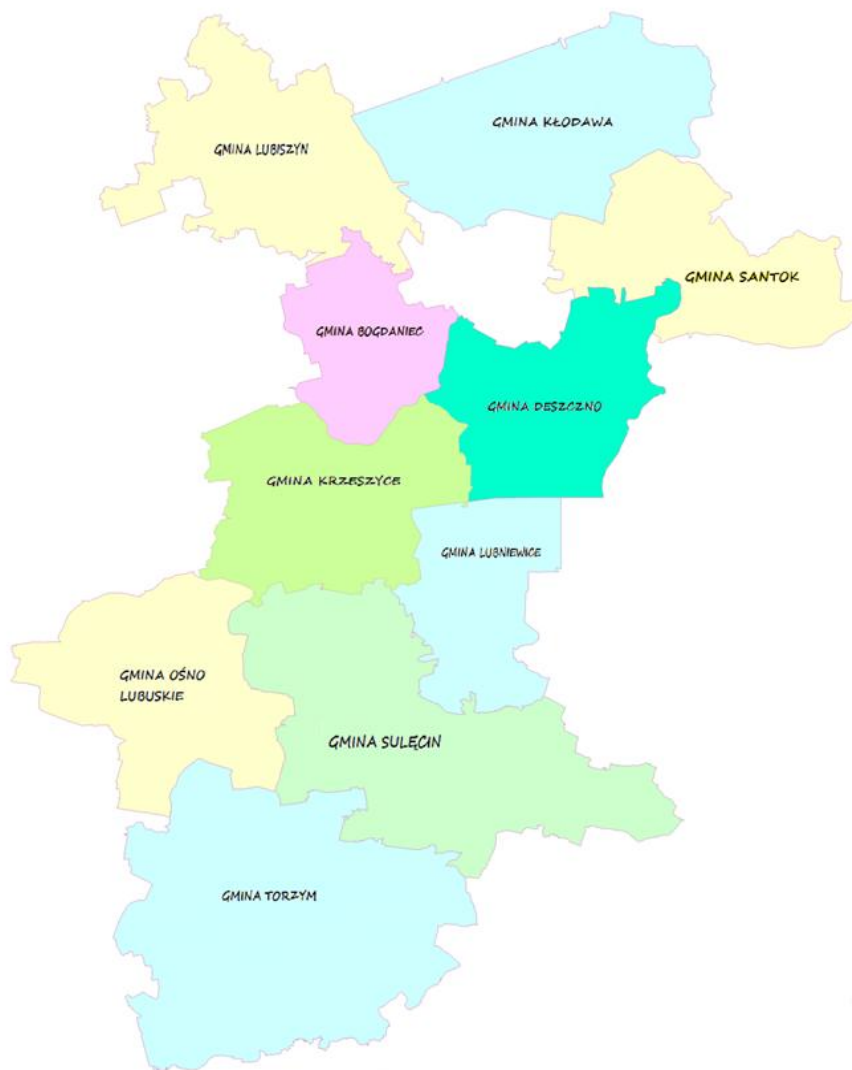 GMINA KŁODAWA
GMINA LUBISZYN
GMINA SANTOK
GMINA BOGDANIEC
GMINA DESZCZNO
GMINA KRZESZYCE
GMINA LUBNIEWICE
GMINA OŚNO
LUBUSKIE
GMINA SULĘCIN
GMINA TORZYM